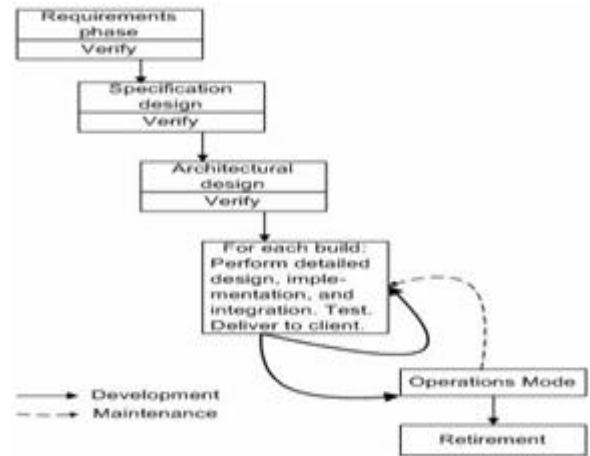 Requirements
phase
Verify
Specification
design
Verify
Architectural
design
Verify
For each build:
Perform detailed
design, imple-
mentation, and
integration. Test.
Deliver to client.
Operations Mode
Development
Maintenance
Retirement